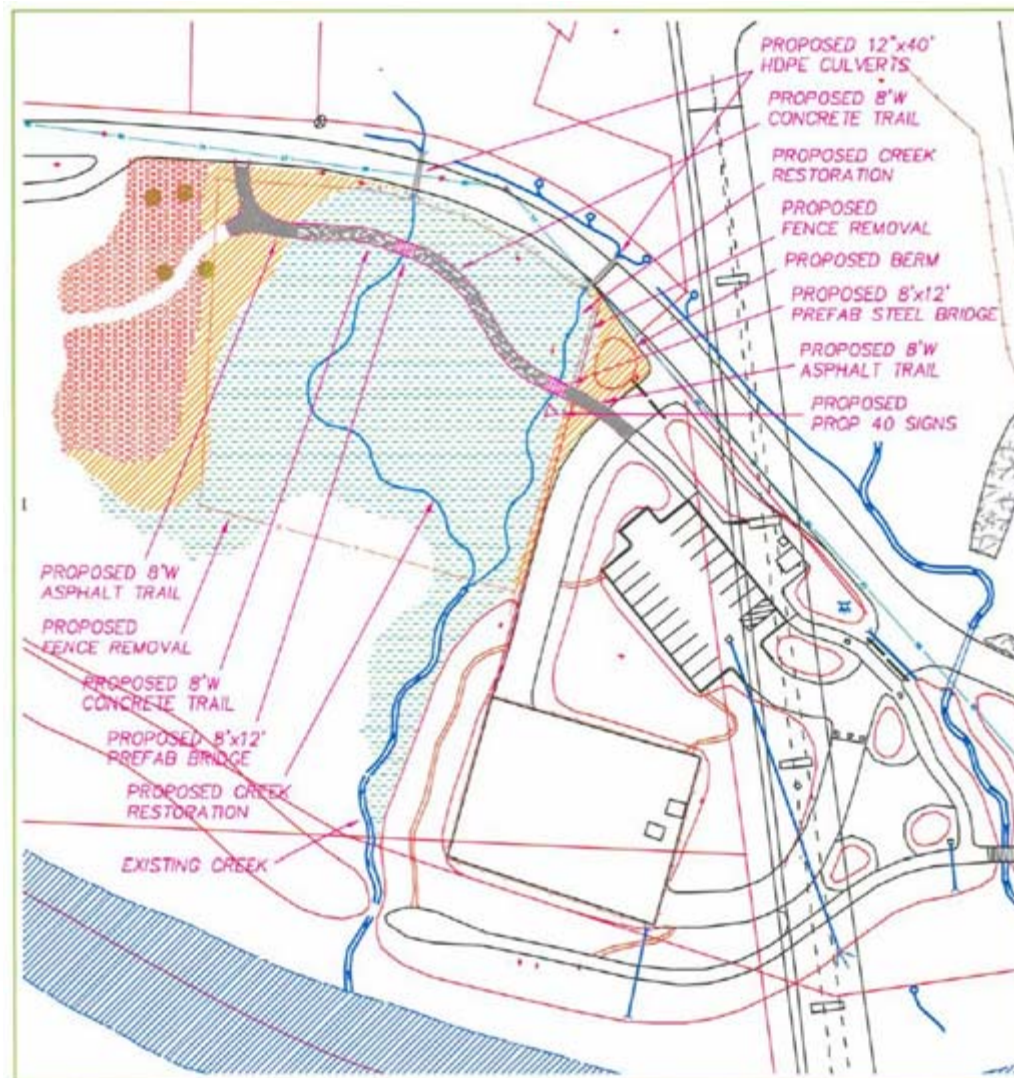 PROPOSED 12"x40'
HDPE CULVERTS
PROPOSED 8'W
CONCRETE TRAIL
PROPOSED CREEK
RESTORATION
PROPOSED
FENCE REMOVAL
PROPOSED BERM
PROPOSED 8'x12'
PREFAB STEEL BRIDGE
PROPOSED 8'W
ASPHALT TRAIL
PROPOSED
PROP 40 SIGNS
PROPOSED 8'W
ASPHALT TRAIL
PROPOSED
FENCE REMOVAL
PROPOSED 8'W
CONCRETE TRAIL
PROPOSED 8'x12'
PREFAB BRIDGE
PROPOSED CREEK
RESTORATION
EXISTING CREEK